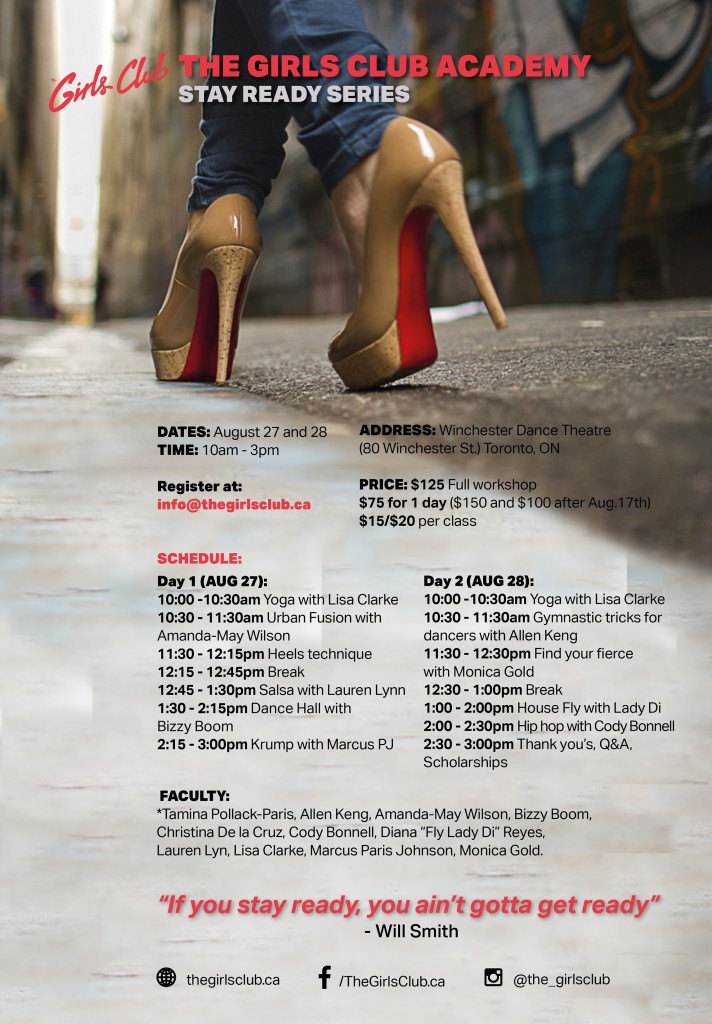 Girls Club THE GIRLS CLUB ACADEMY
STAY READY SERIES
DATES: August 27 and 28
TIME: 10am - 3pm
Register at:
info@thegirlsclub.ca
ADDRESS: Winchester Dance Theatre
(80 Winchester St.) Toronto, ON
PRICE: $125 Full workshop
$75 for 1 day ($150 and $100 after Aug.17th)
$15/$20 per class
SCHEDULE:
Day 1 (AUG 27):
10:00 -10:30am Yoga with Lisa Clarke
10:30 - 11:30am Urban Fusion with
Amanda-May Wilson
11:30 - 12:15pm Heels technique
12:15 - 12:45pm Break
12:45 - 1:30pm Salsa with Lauren Lynn
1:30 - 2:15pm Dance Hall with
Bizzy Boom
2:15 - 3:00pm Krump with Marcus PJ
Day 2 (AUG 28):
10:00 -10:30am Yoga with Lisa Clarke
10:30 - 11:30am Gymnastic tricks for
dancers with Allen Keng
11:30 - 12:30pm Find your fierce
with Monica Gold
12:30 - 1:00pm Break
1:00 - 2:00pm House Fly with Lady Di
2:00 - 2:30pm Hip hop with Cody Bonnell
2:30 - 3:00pm Thank you's, Q&A,
Scholarships
FACULTY:
*Tamina Pollack-Paris, Allen Keng, Amanda-May Wilson, Bizzy Boom,
Christina De la Cruz, Cody Bonnell, Diana "Fly Lady Di" Reyes,
Lauren Lyn, Lisa Clarke, Marcus Paris Johnson, Monica Gold.
"If you stay ready, you ain't gotta get ready"
- Will Smith
thegirlsclub.ca
/TheGirlsClub.ca
@the_girlsclub